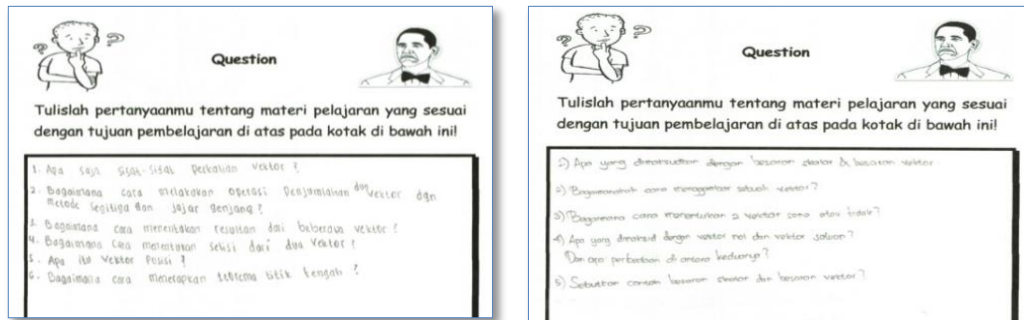 Question
Tulislah pertanyaanmu tentang materi pelajaran yang sesuai
dengan tujuan pembelajaran di atas pada kotak di bawah ini!
1. Apa saja sifat-sifat perkalian vektor ?
2. Bagaimana cara melakukan operasi penjumlahan dua vektor dgn
metode segitiga dan jajar genjang ?
3. Bagaimana cara menentukan resultan dari beberapa vektor ?
4. Bagaimana cara menentukan selisi dari dua vektor ?
5. Apa itu vektor posisi ?
6. Bagaimana cara menetapkan teorema titik tengah ?
Question
Tulislah pertanyaanmu tentang materi pelajaran yang sesuai
dengan tujuan pembelajaran di atas pada kotak di bawah ini!
1) Apa yang dimaksudkan dengan besaran skalar & besaran vektor
2) Bagaimanakah cara menggambar sebuah vektor?
3) Bagaimana cara menentukan 2 vektor sama atau tidak?
4) Apa yang dimaksud dengan vektor nol dan vektor satuan?
Dan apa perbedaan di antara keduanya?
5) Sebutkan contoh besaran skalar dan besaran vektor?